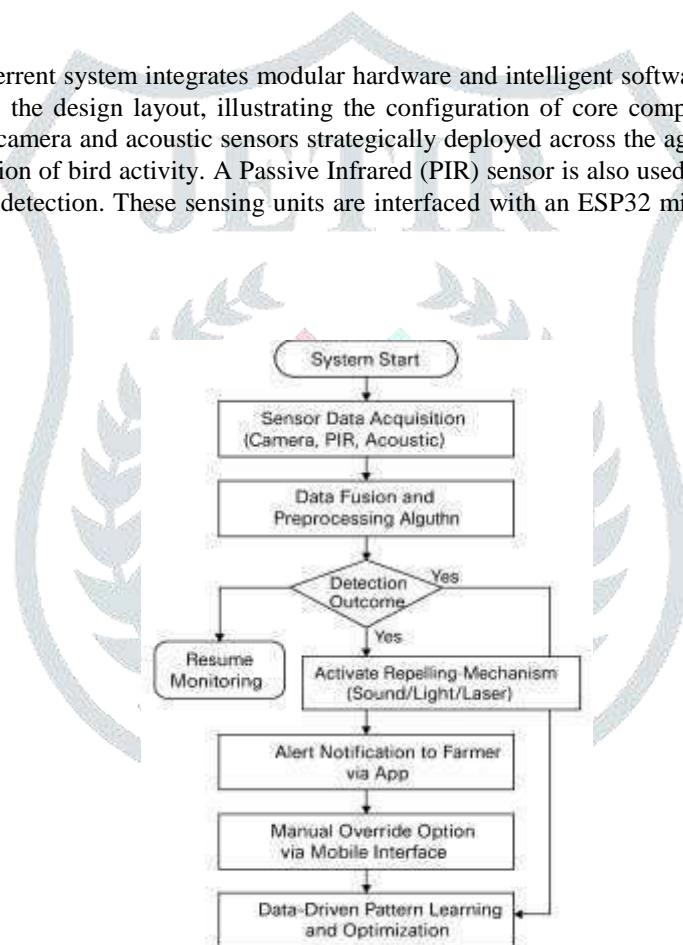 errent system integrates modular hardware and intelligent softwa
the design layout, illustrating the configuration of core comp
camera and acoustic sensors strategically deployed across the ag
ion of bird activity. A Passive Infrared (PIR) sensor is also used
detection. These sensing units are interfaced with an ESP32 mi
JETIR
System Start
Sensor Data Acquisition
(Camera, PIR, Acoustic)
Data Fusion and
Preprocessing Alguthn
Detection
Outcome
Yes
Yes
Resume
Monitoring
Activate Repelling-Mechanism
(Sound/Light/Laser)
Alert Notification to Farmer
via App
Manual Override Option
via Mobile Interface
Data-Driven Pattern Learning
and Optimization